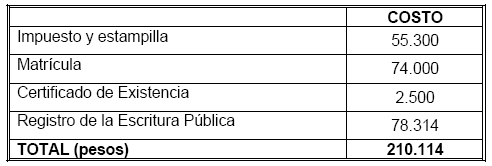 COSTO
Impuesto y estampilla 55.300
Matrícula 74.000
Certificado de Existencia 2.500
Registro de la Escritura Pública 78.314
TOTAL (pesos) 210.114